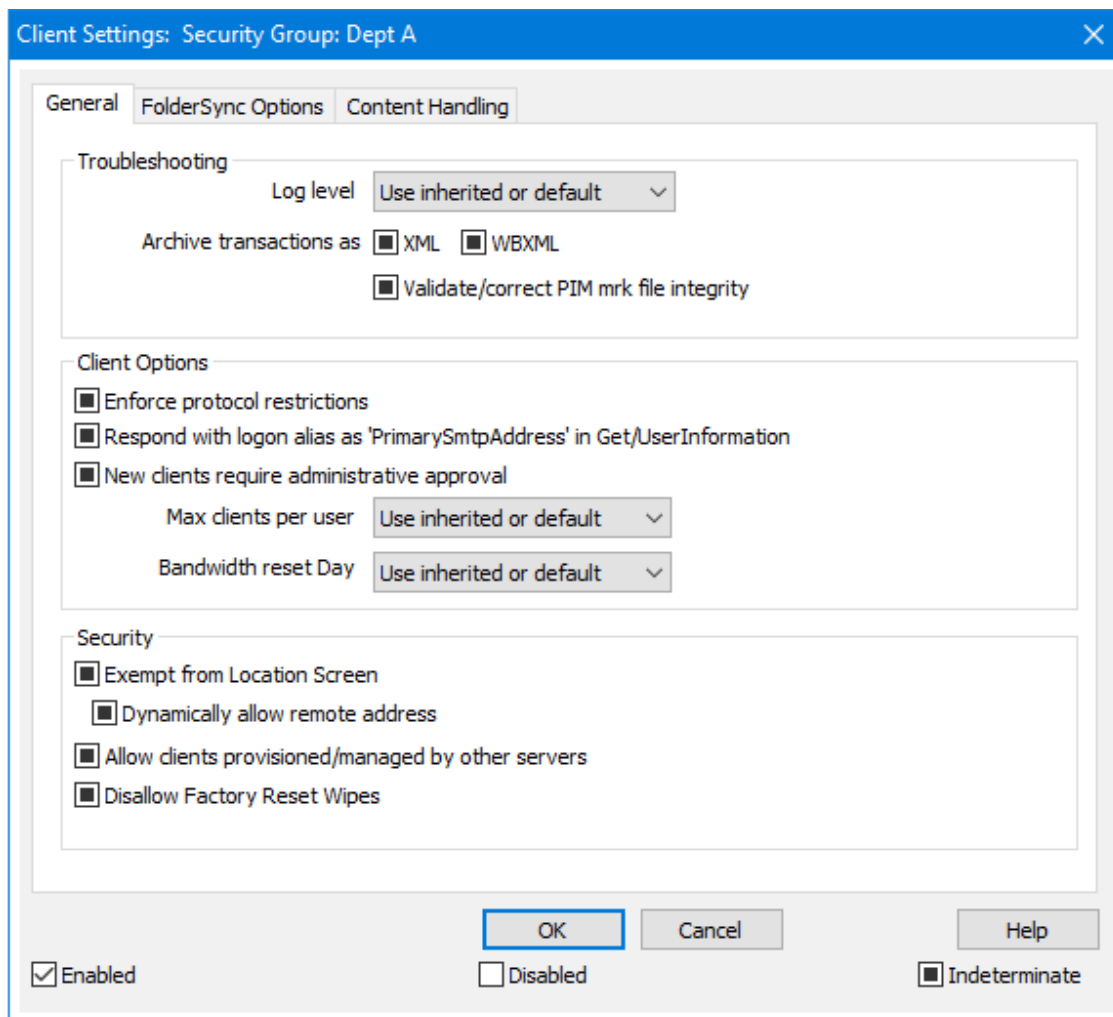 Client Settings: Security Group: Dept A
General FolderSync Options Content Handling
Troubleshooting
Log level Use inherited or default
Archive transactions as XML WBXML
Validate/correct PIM mrk file integrity
Client Options
Enforce protocol restrictions
Respond with logon alias as 'PrimarySmtpAddress' in Get/UserInformation
New clients require administrative approval
Max clients per user Use inherited or default
Bandwidth reset Day Use inherited or default
Security
Exempt from Location Screen
Dynamically allow remote address
Allow clients provisioned/managed by other servers
Disallow Factory Reset Wipes
OK Cancel Help
Enabled Disabled Indeterminate